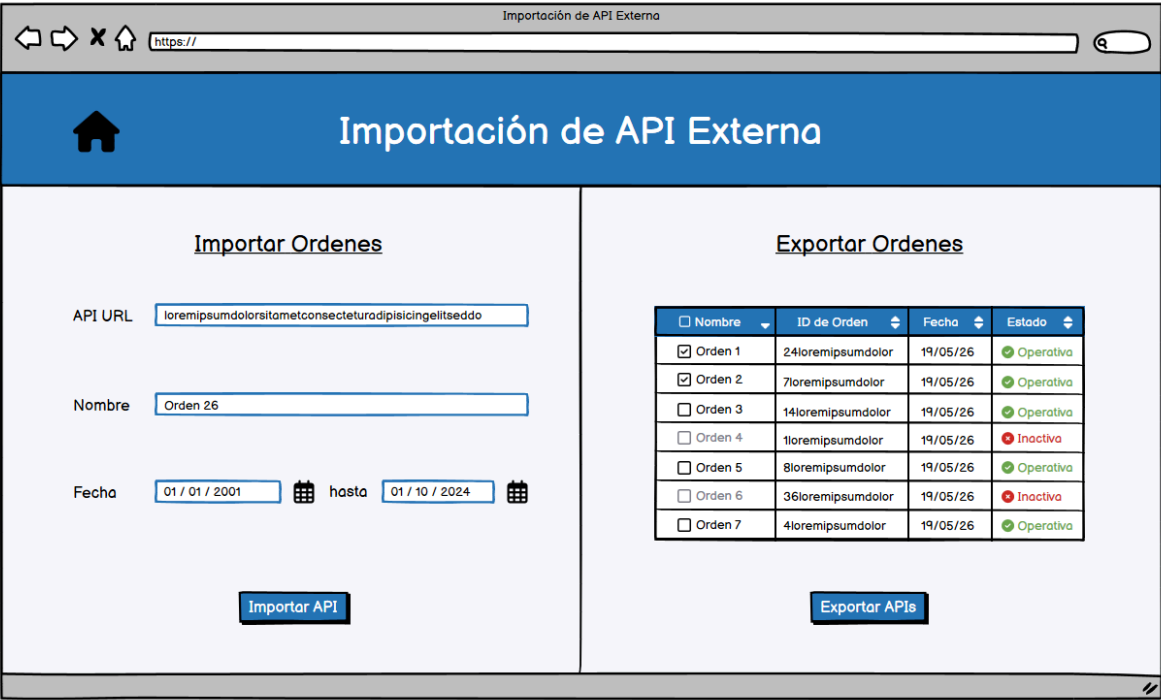 Importación de API Externa
https://
Importación de API Externa
Importar Ordenes
API URL loremipsumdolorsitametconsecteturadipisicingelitseddo
Nombre Orden 26
Fecha 01 / 01 / 2001 hasta 01 / 10 / 2024
Importar API
Exportar Ordenes
Nombre ID de Orden Fecha Estado
Orden 1 24loremipsumdolor 19/05/26 Operativa
Orden 2 7loremipsumdolor 19/05/26 Operativa
Orden 3 14loremipsumdolor 19/05/26 Operativa
Orden 4 1loremipsumdolor 19/05/26 Inactiva
Orden 5 8loremipsumdolor 19/05/26 Operativa
Orden 6 36loremipsumdolor 19/05/26 Inactiva
Orden 7 4loremipsumdolor 19/05/26 Operativa
Exportar APIs